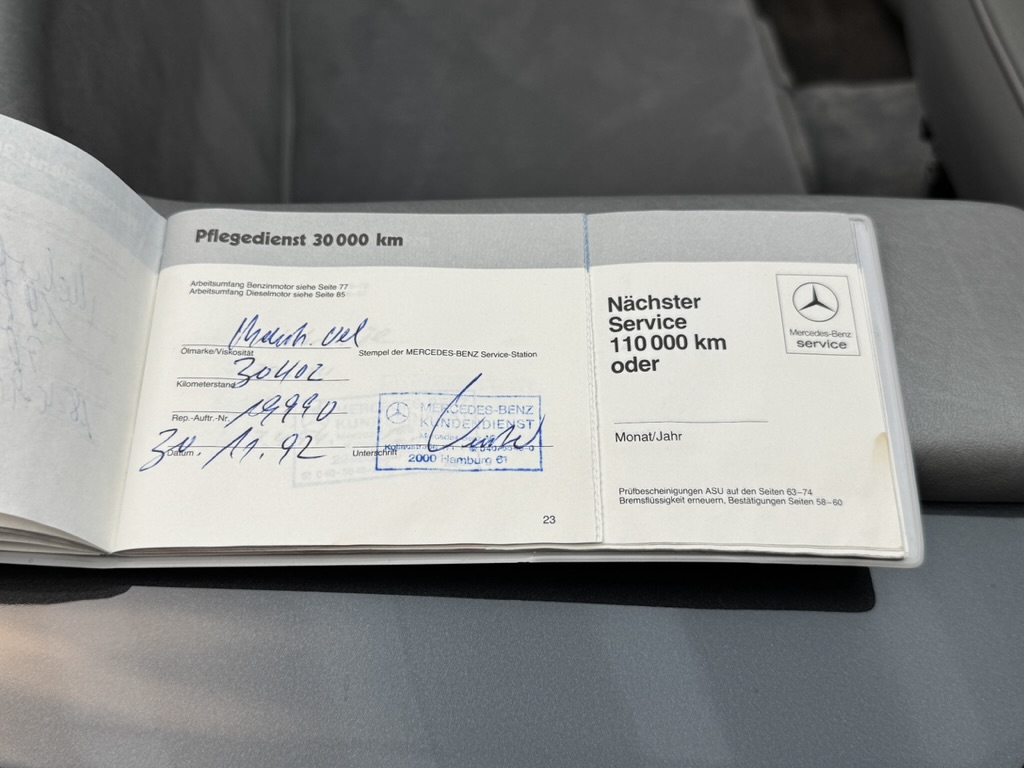 Pflegedienst 30000 km
Arbeitsumfang Benzinmotor siehe Seite 77
Arbeitsumfang Dieselmotor siehe Seite 85
Ölmarke/Viskosität
Stempel der MERCEDES-BENZ Service-Station
30402
Kilometerstand
19990
Rep.-Auftr.-Nr.
30.11.92
Datum
Unterschrift
MERCEDES-BENZ
KUNDENDIENST
2000 Hamburg 61
23
Nächster
Service
110 000 km
oder
Mercedes-Benz
service
Monat/Jahr
Prüfbescheinigungen ASU auf den Seiten 63–74
Bremsflüssigkeit erneuern, Bestätigungen Seiten 58–60